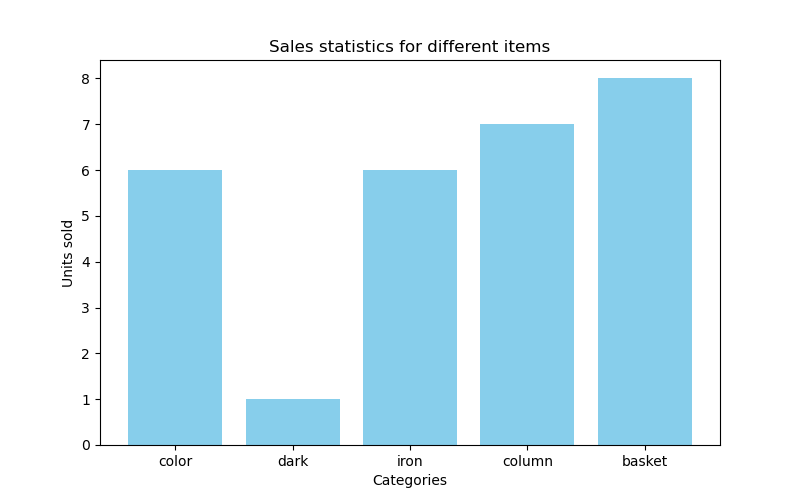 Sales statistics for different items
Units sold
8
7
6
5
4
3
2
1
0
color dark iron column basket
Categories